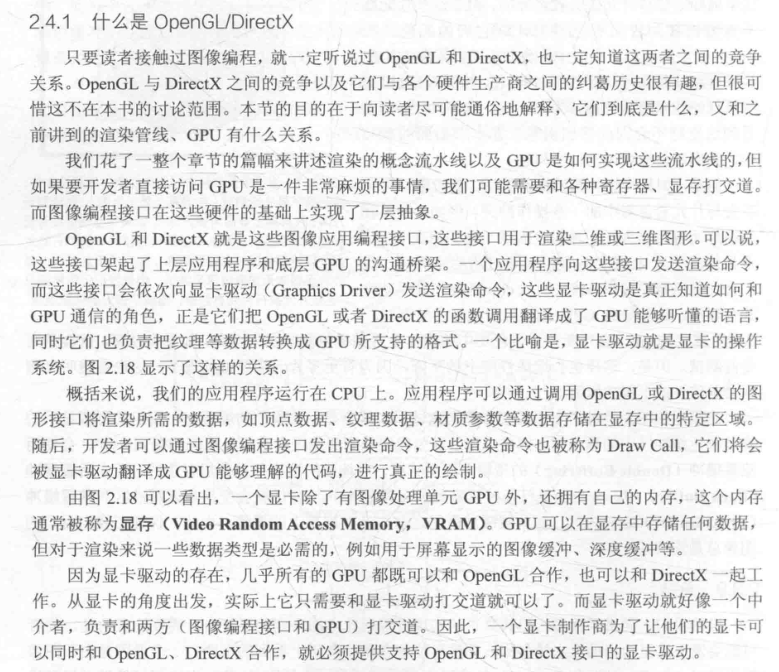 2.4.1 什么是 OpenGL/DirectX
只要读者接触过图像编程，就一定听说过 OpenGL 和 DirectX，也一定知道这两者之间的竞争
关系。OpenGL 与 DirectX 之间的竞争以及它们与各个硬件生产商之间的纠葛历史很有趣，但很可
惜这不在本书的讨论范围。本节的目的在于向读者尽可能通俗地解释，它们到底是什么，又和之
前讲到的渲染管线、GPU 有什么关系。
我们花了一整个章节的篇幅来讲述渲染的概念流水线以及 GPU 是如何实现这些流水线的，但
如果要开发者直接访问 GPU 是一件非常麻烦的事情，我们可能需要和各种寄存器、显存打交道。
而图像编程接口在这些硬件的基础上实现了一层抽象。
OpenGL 和 DirectX 就是这些图像应用编程接口，这些接口用于渲染二维或三维图形。可以说，
这些接口架起了上层应用程序和底层 GPU 的沟通桥梁。一个应用程序向这些接口发送渲染命令，
而这些接口会依次向显卡驱动（Graphics Driver）发送渲染命令，这些显卡驱动是真正知道如何和
GPU 通信的角色，正是它们把 OpenGL 或者 DirectX 的函数调用翻译成了 GPU 能够听懂的语言，
同时它们也负责把纹理等数据转换成 GPU 所支持的格式。一个比喻是，显卡驱动就是显卡的操作
系统。图 2.18 显示了这样的关系。
概括来说，我们的应用程序运行在 CPU 上。应用程序可以通过调用 OpenGL 或 DirectX 的图
形接口将渲染所需的数据，如顶点数据、纹理数据、材质参数等数据存储在显存中的特定区域。
随后，开发者可以通过图像编程接口发出渲染命令，这些渲染命令也被称为 Draw Call，它们将会
被显卡驱动翻译成 GPU 能够理解的代码，进行真正的绘制。
由图 2.18 可以看出，一个显卡除了有图像处理单元 GPU 外，还拥有自己的内存，这个内存
通常被称为显存（Video Random Access Memory，VRAM）。GPU 可以在显存中存储任何数据，
但对于渲染来说一些数据类型是必需的，例如用于屏幕显示的图像缓冲、深度缓冲等。
因为显卡驱动的存在，几乎所有的 GPU 都既可以和 OpenGL 合作，也可以和 DirectX 一起工
作。从显卡的角度出发，实际上它只需要和显卡驱动打交道就可以了。而显卡驱动就好像一个中
介者，负责和两方（图像编程接口和 GPU）打交道。因此，一个显卡制作商为了让他们的显卡可
以同时和 OpenGL、DirectX 合作，就必须提供支持 OpenGL 和 DirectX 接口的显卡驱动。